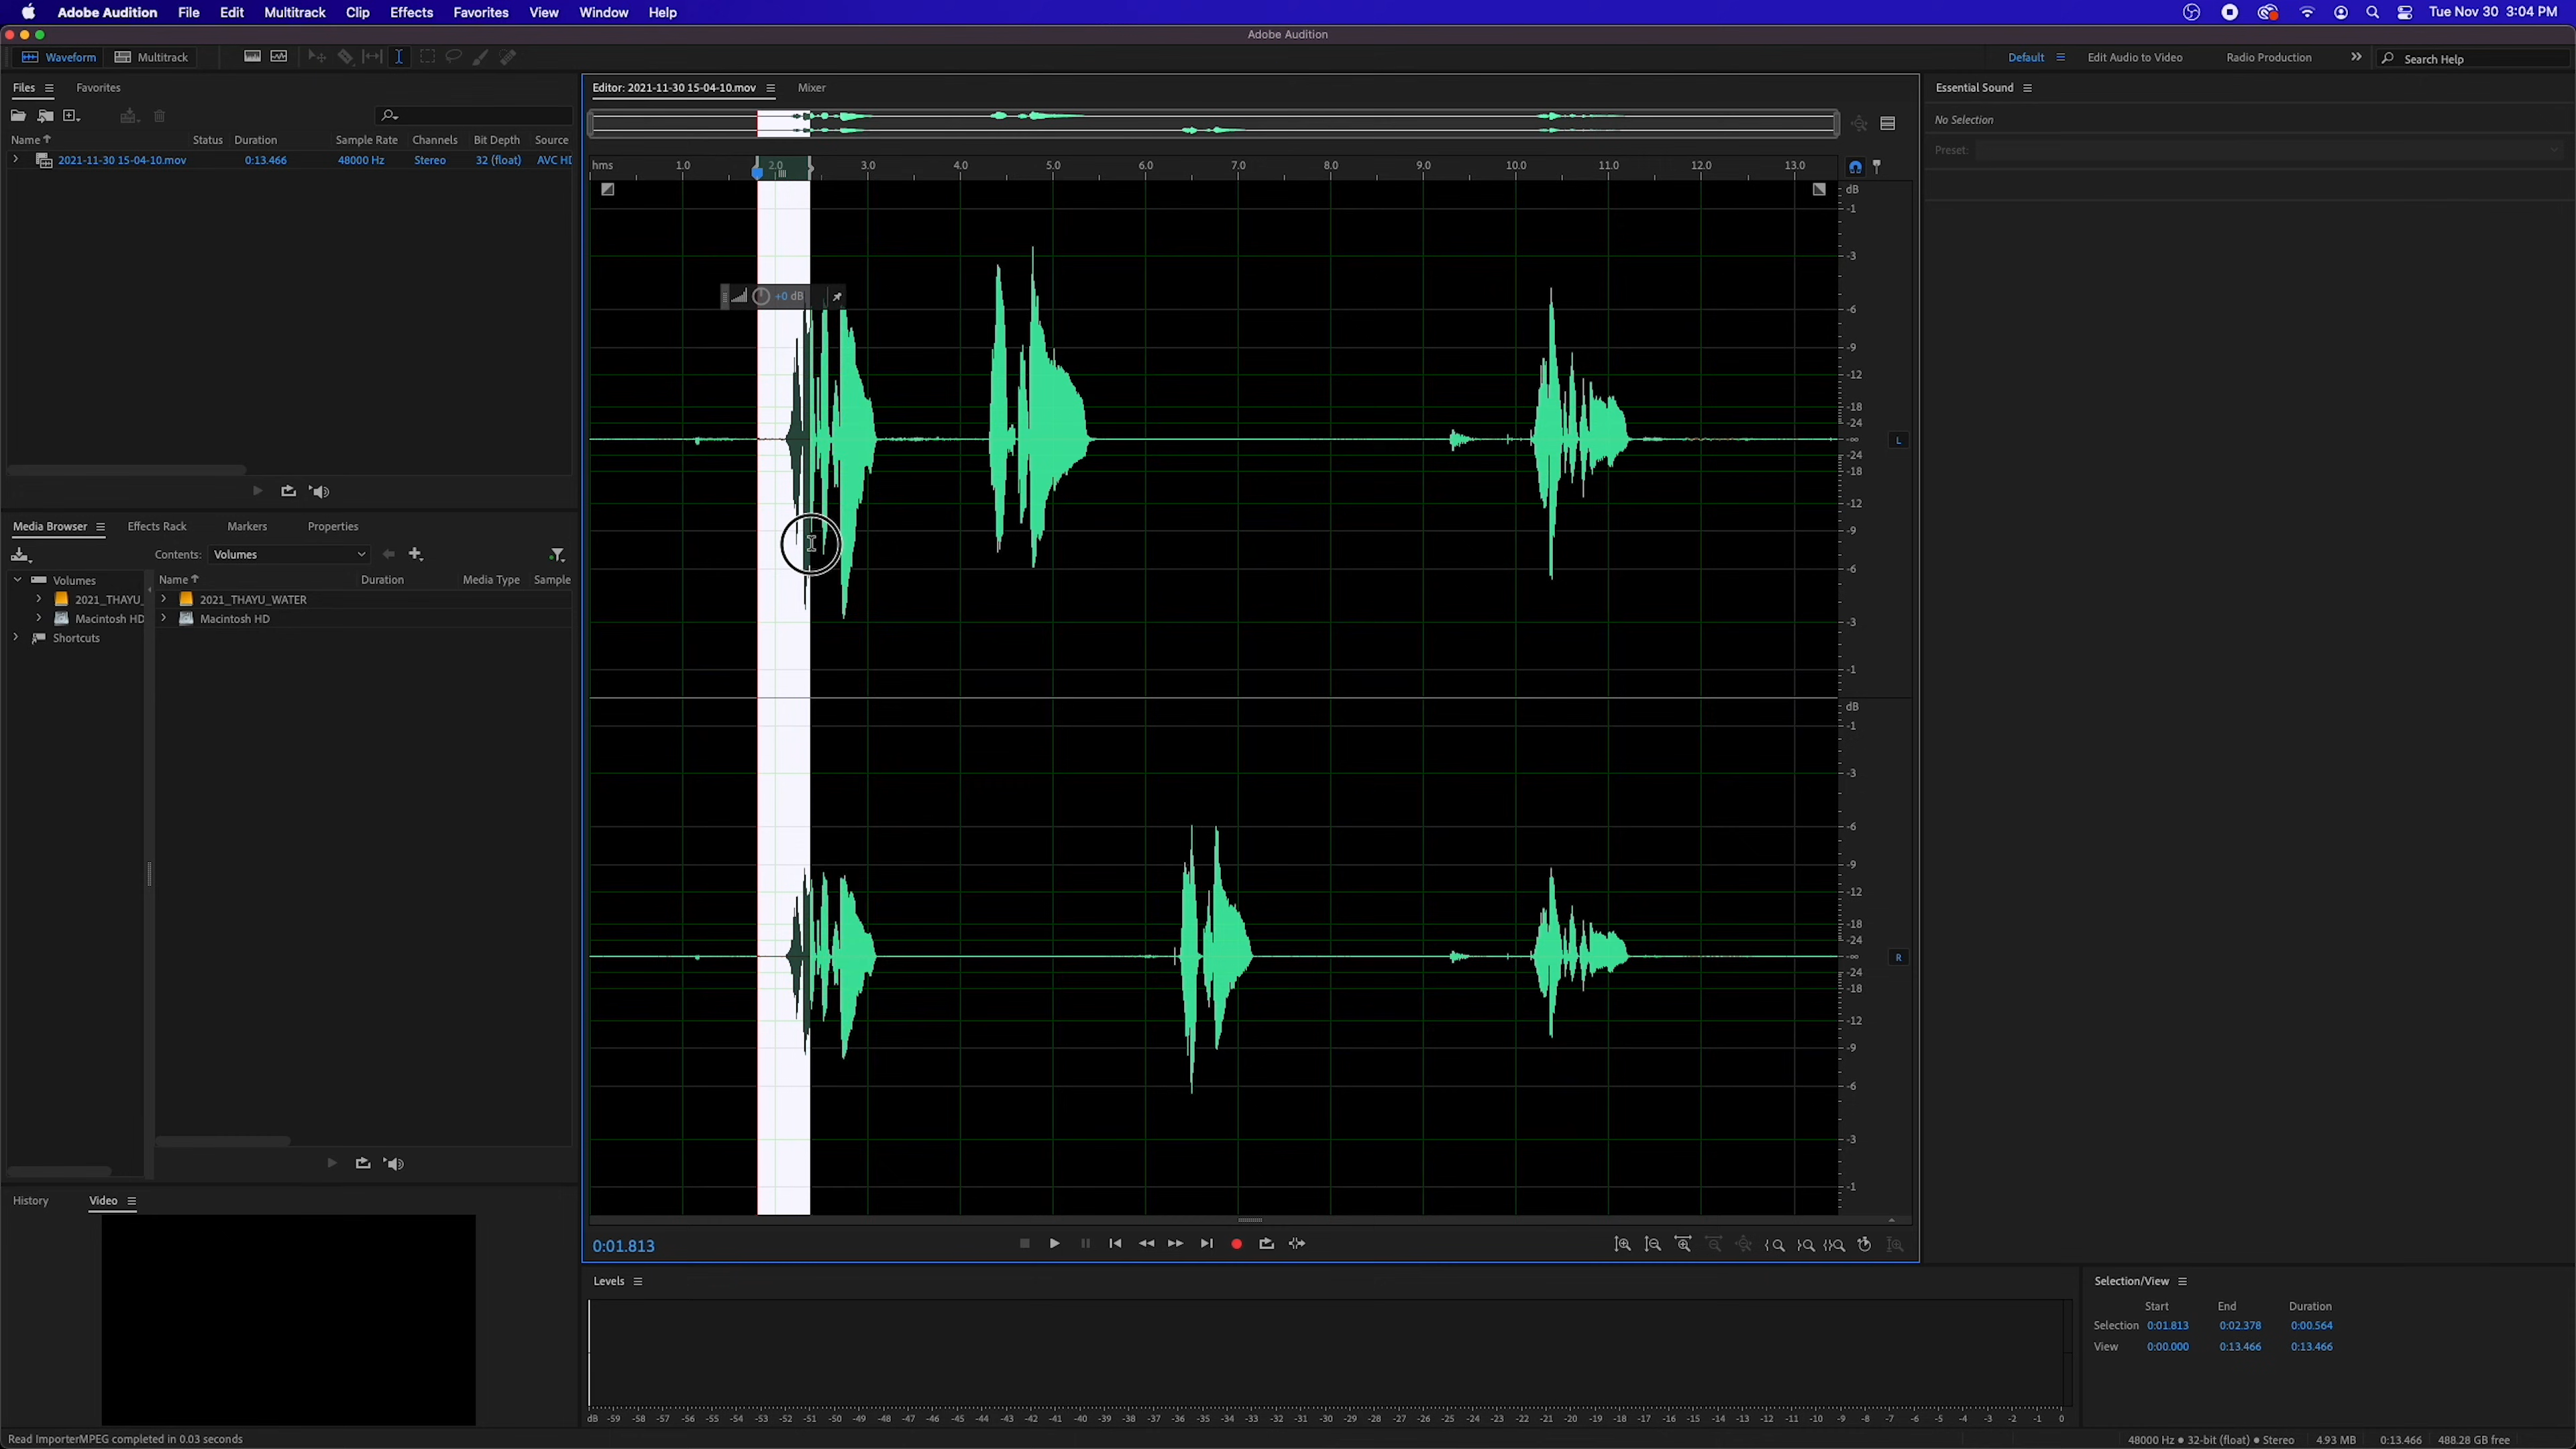 Adobe Audition File Edit Multitrack Clip Effects Favorites View Window Help Tue Nov 30 3:04 PM
Adobe Audition
Waveform Multitrack Default Edit Audio to Video Radio Production Search Help
Files Favorites
Name Status Duration Sample Rate Channels Bit Depth Source
2021-11-30 15-04-10.mov 0:13.466 48000 Hz Stereo 32 (float) AVC HD
Editor: 2021-11-30 15-04-10.mov Mixer
hms 1.0 2.0 3.0 4.0 5.0 6.0 7.0 8.0 9.0 10.0 11.0 12.0 13.0
+0 dB
dB
-1
-3
-6
-9
-12
-18
-24
-∞
-24
-18
-12
-9
-6
-3
-1
L
dB
-1
-3
-6
-9
-12
-18
-24
-∞
-24
-18
-12
-9
-6
-3
-1
R
Essential Sound
No Selection
Preset:
Media Browser Effects Rack Markers Properties
Contents: Volumes
Volumes
2021_THAYU_
Macintosh HD
Shortcuts
Name Duration Media Type Sample
2021_THAYU_WATER
Macintosh HD
History Video
0:01.813
Levels
dB -59 -58 -57 -56 -55 -54 -53 -52 -51 -50 -49 -48 -47 -46 -45 -44 -43 -42 -41 -40 -39 -38 -37 -36 -35 -34 -33 -32 -31 -30 -29 -28 -27 -26 -25 -24 -23 -22 -21 -20 -19 -18 -17 -16 -15 -14 -13 -12 -11 -10 -9 -8 -7 -6 -5 -4 -3 -2 -1 0
Selection/View
Start End Duration
Selection 0:01.813 0:02.378 0:00.564
View 0:00.000 0:13.466 0:13.466
Read ImporterMPEG completed in 0.03 seconds
48000 Hz • 32-bit (float) • Stereo 4.93 MB 0:13.466 488.28 GB free